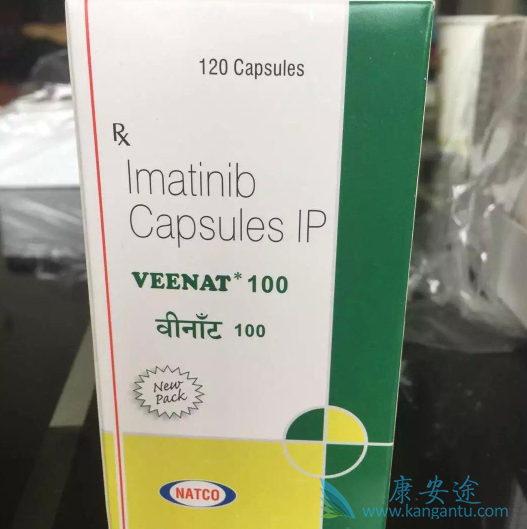 120 Capsules
Rx
Imatinib
Capsules IP
VEENAT* 100
वीनॉंट 100
New
Pack
NATCO
康安途
www.kangantu.com